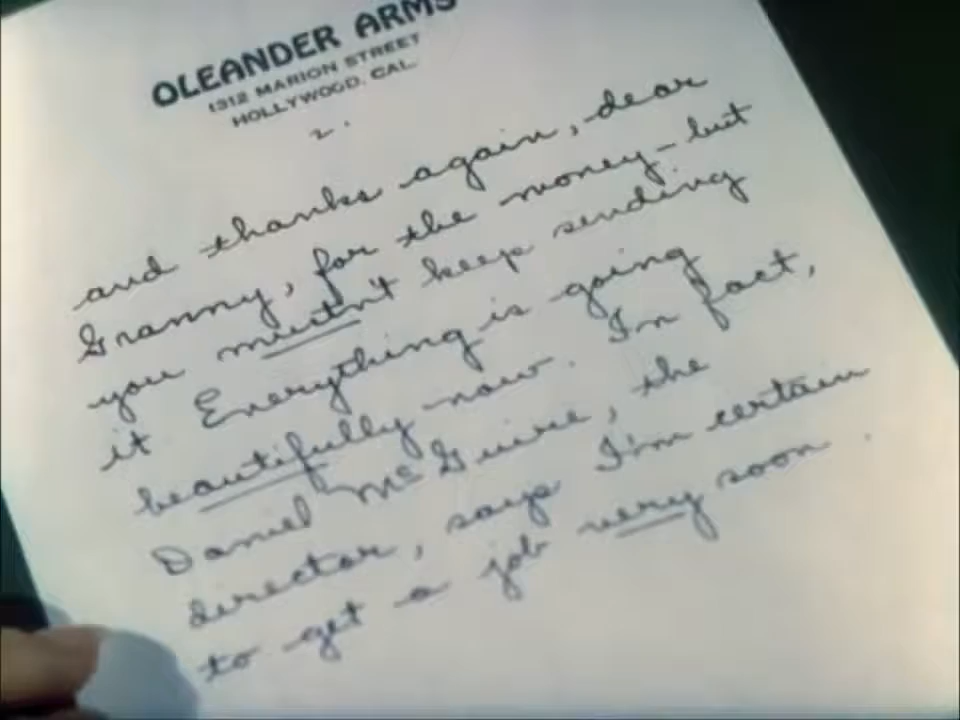 OLEANDER ARMS
1312 MARION STREET
HOLLYWOOD, CAL.
2.
and thanks again, dear
Granny, for the money - but
you mustn't keep sending
it Everything is going
beautifully now. In fact,
Daniel McGuire, the
director, says I'm certain
to get a job very soon.